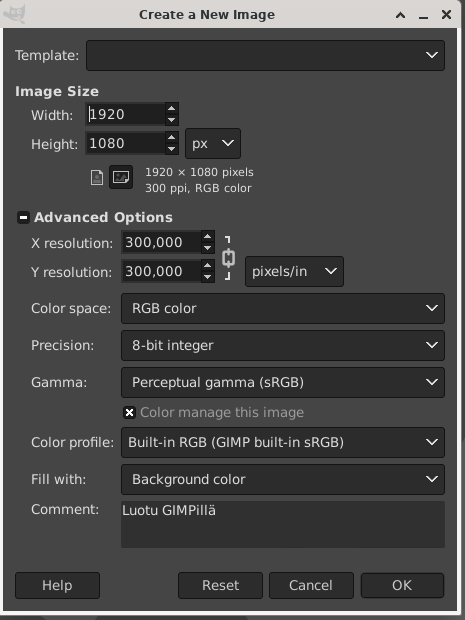 Create a New Image
Template:
Image Size
Width: 1920
Height: 1080 px
1920 × 1080 pixels
300 ppi, RGB color
Advanced Options
X resolution: 300,000
Y resolution: 300,000 pixels/in
Color space: RGB color
Precision: 8-bit integer
Gamma: Perceptual gamma (sRGB)
Color manage this image
Color profile: Built-in RGB (GIMP built-in sRGB)
Fill with: Background color
Comment: Luotu GIMPillä
Help Reset Cancel OK